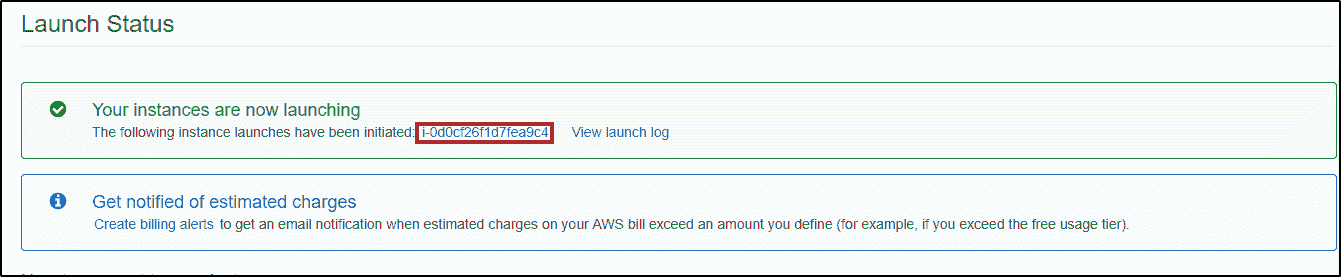 Launch Status
Your instances are now launching
The following instance launches have been initiated: i-0d0cf26f1d7fea9c4 View launch log
Get notified of estimated charges
Create billing alerts to get an email notification when estimated charges on your AWS bill exceed an amount you define (for example, if you exceed the free usage tier).